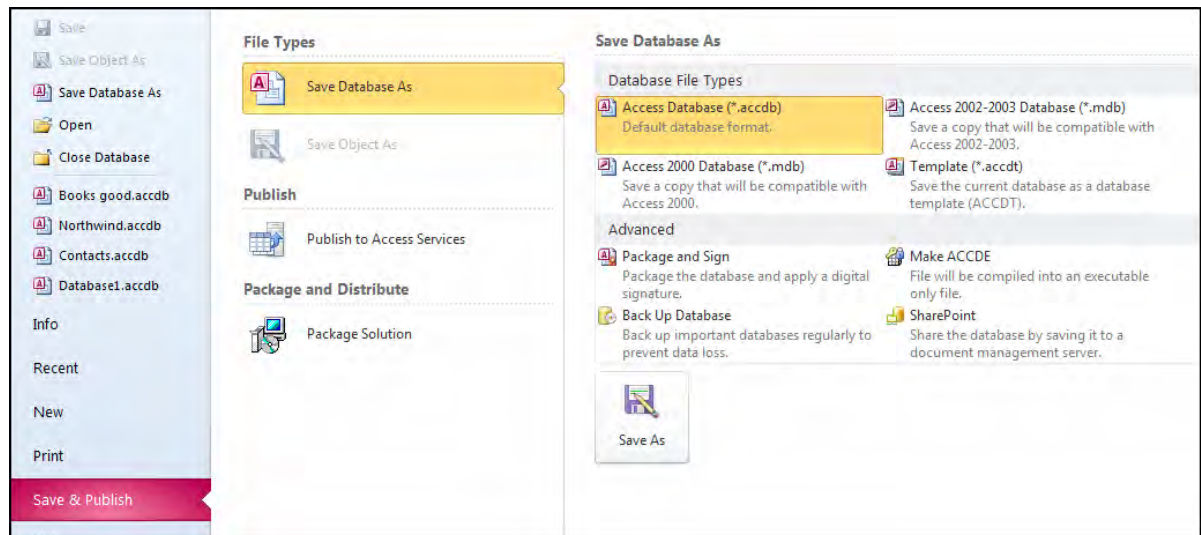 Save
Save Object As
Save Database As
Open
Close Database
Books good.accdb
Northwind.accdb
Contacts.accdb
Database1.accdb
Info
Recent
New
Print
Save & Publish
File Types
Save Database As
Save Object As
Publish
Publish to Access Services
Package and Distribute
Package Solution
Save Database As
Database File Types
Access Database (*.accdb)
Default database format.
Access 2002-2003 Database (*.mdb)
Save a copy that will be compatible with
Access 2002-2003.
Access 2000 Database (*.mdb)
Save a copy that will be compatible with
Access 2000.
Template (*.accdt)
Save the current database as a database
template (ACCDT).
Advanced
Package and Sign
Package the database and apply a digital
signature.
Make ACCDE
File will be compiled into an executable
only file.
Back Up Database
Back up important databases regularly to
prevent data loss.
SharePoint
Share the database by saving it to a
document management server.
Save As